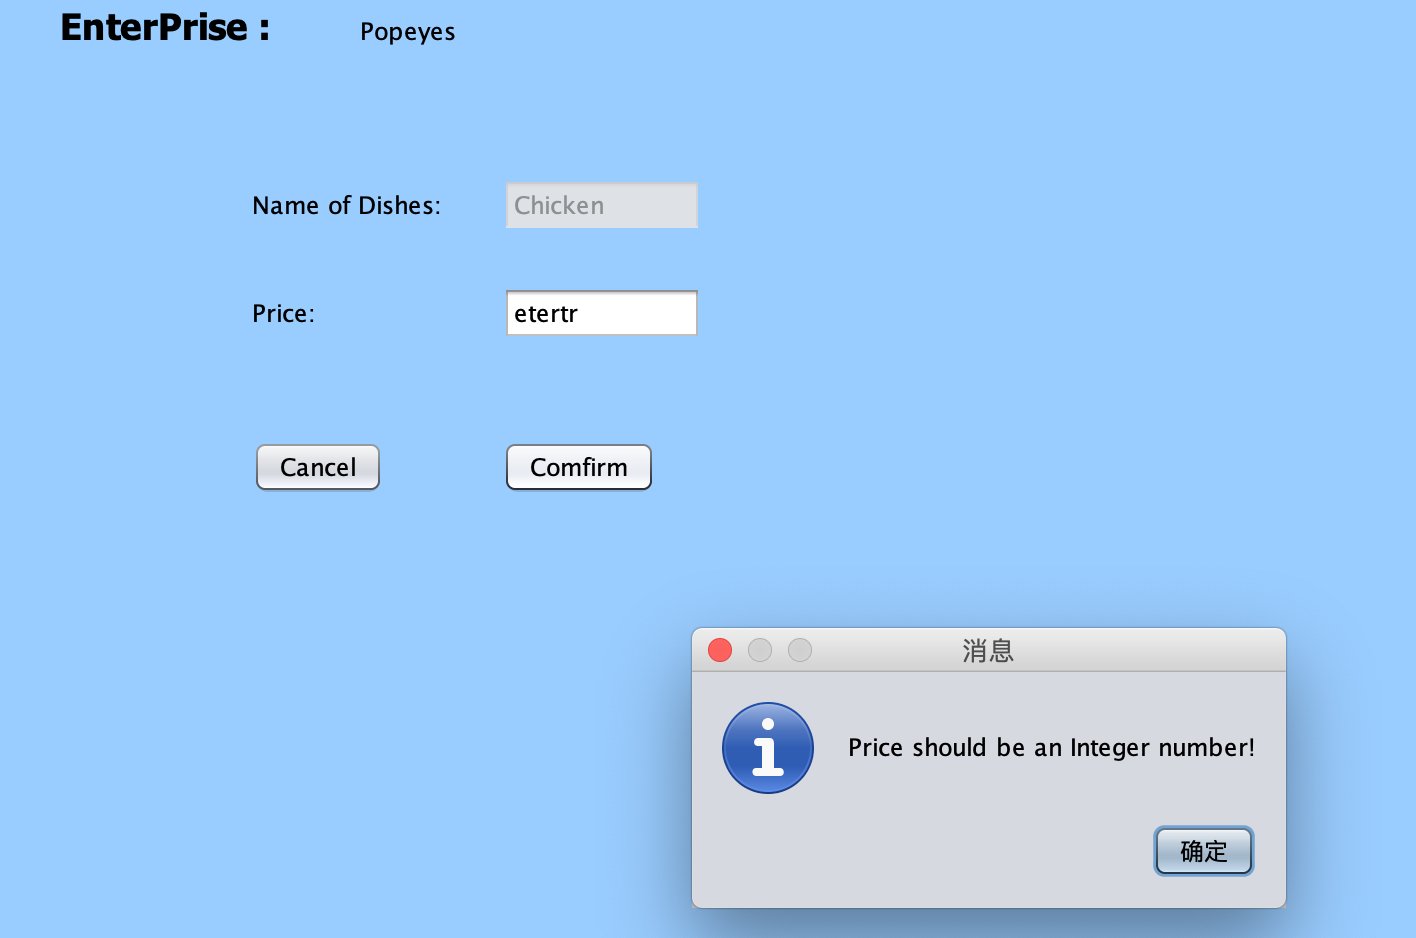 EnterPrise :
Popeyes
Name of Dishes:
Chicken
Price:
etertr
Cancel
Comfirm
消息
Price should be an Integer number!
确定